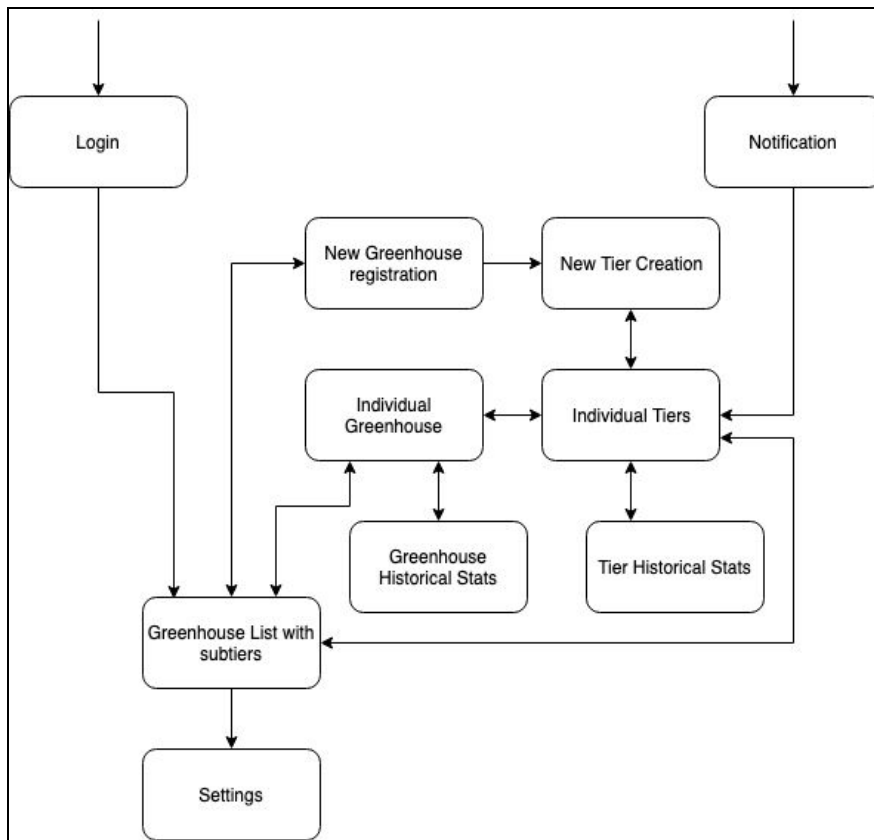 Login
Notification
New Greenhouse
registration
New Tier Creation
Individual
Greenhouse
Individual Tiers
Greenhouse
Historical Stats
Tier Historical Stats
Greenhouse List with
subtiers
Settings